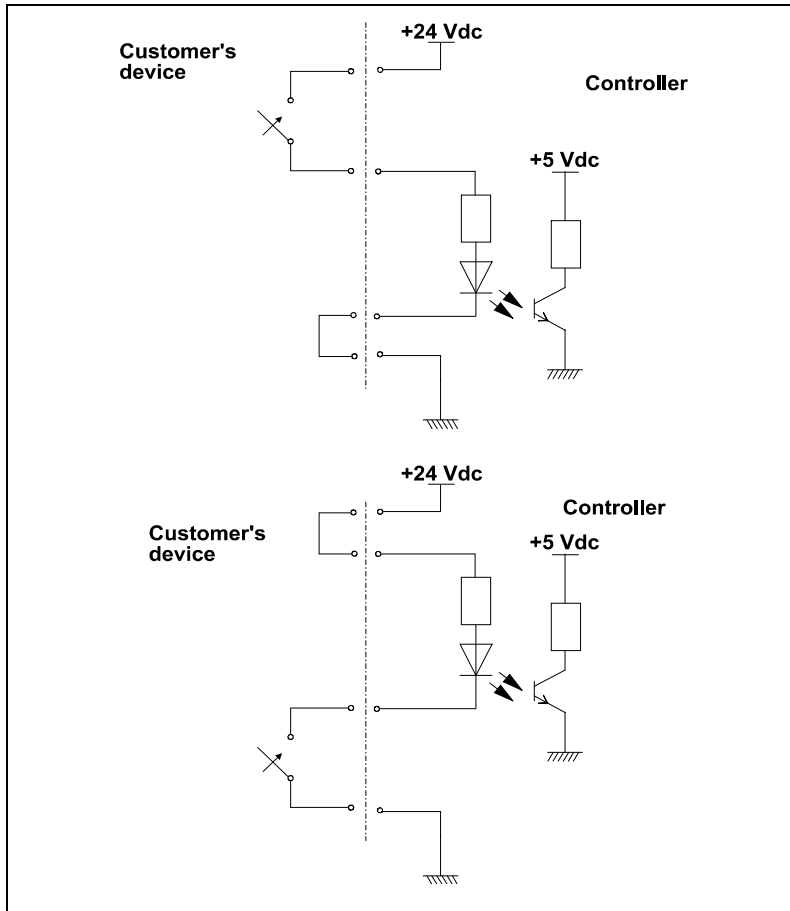 +24 Vdc
Customer's
device
Controller
+5 Vdc
+24 Vdc
Controller
Customer's
device
+5 Vdc